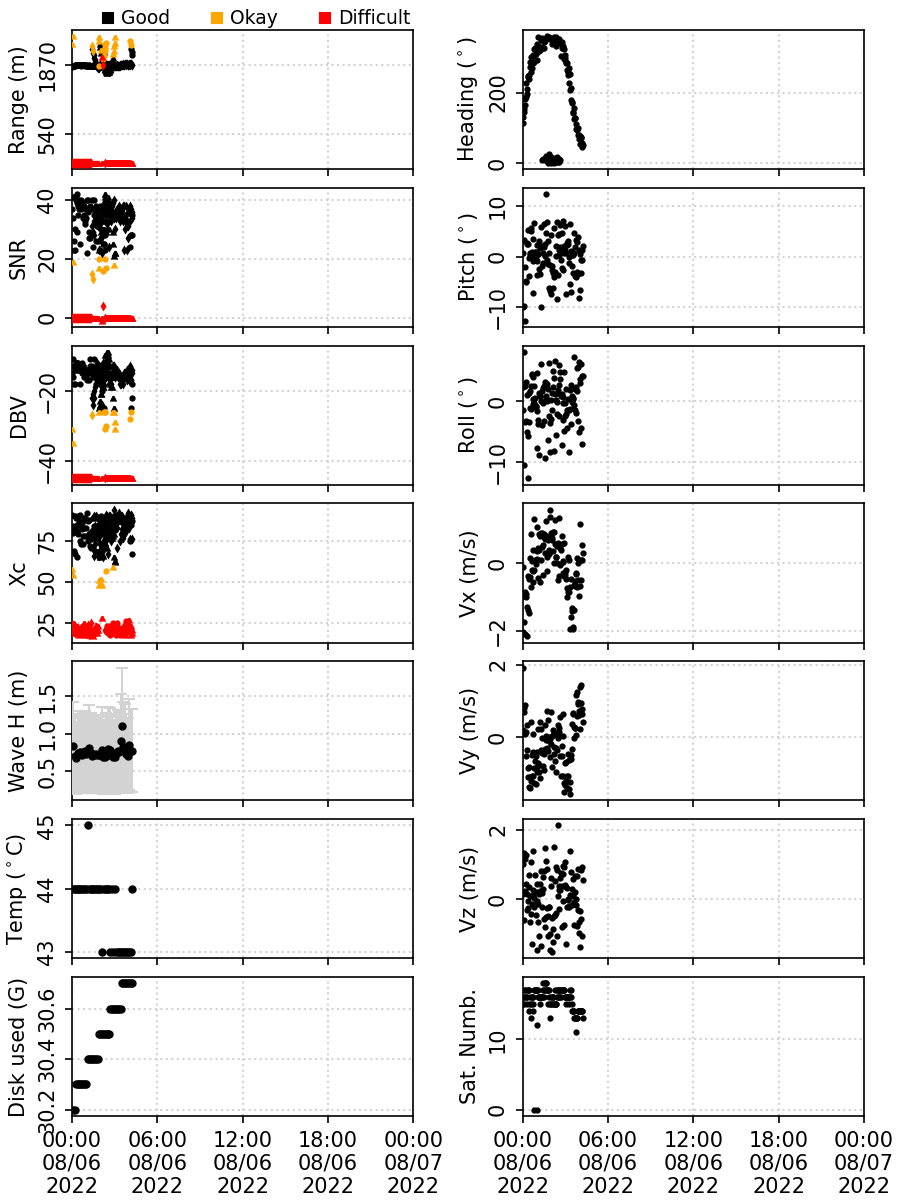 Good Okay Difficult
Range (m)
1870
540
Heading (°)
200
0
SNR
40
20
0
Pitch (°)
10
0
−10
DBV
−20
−40
Roll (°)
0
−10
Xc
75
50
25
Vx (m/s)
0
−2
Wave H (m)
1.5
1.0
0.5
Vy (m/s)
2
0
Temp (°C)
45
44
43
Vz (m/s)
2
0
Disk used (G)
30.6
30.4
30.2
Sat. Numb.
10
0
00:00 06:00 12:00 18:00 00:00
08/06 08/06 08/06 08/06 08/07
2022 2022 2022 2022 2022
00:00 06:00 12:00 18:00 00:00
08/06 08/06 08/06 08/06 08/07
2022 2022 2022 2022 2022